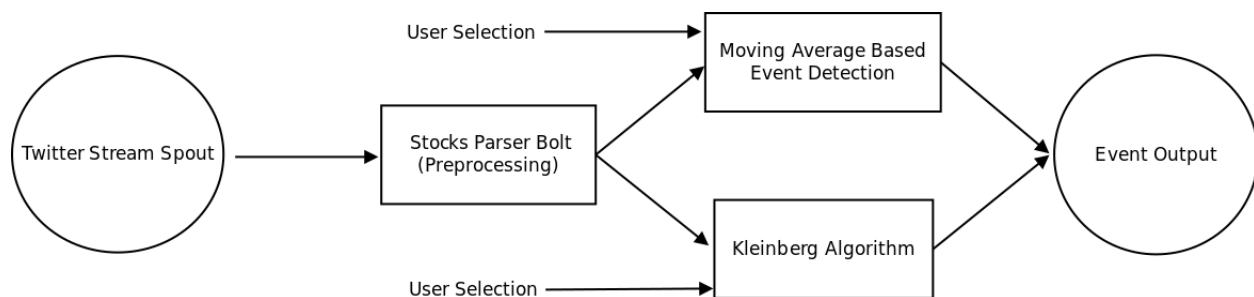 User Selection
Moving Average Based
Event Detection
Twitter Stream Spout
Stocks Parser Bolt
(Preprocessing)
Event Output
Kleinberg Algorithm
User Selection